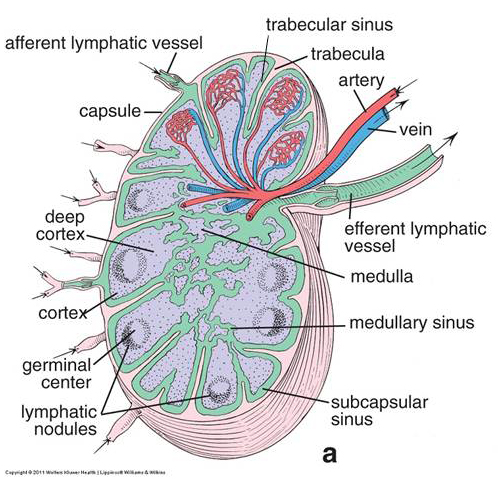 trabecular sinus
afferent lymphatic vessel
trabecula
artery
capsule
vein
deep
cortex
efferent lymphatic
vessel
medulla
cortex
medullary sinus
germinal
center
lymphatic
nodules
subcapsular
sinus
a
Copyright © 2011 Wolters Kluwer Health | Lippincott Williams & Wilkins